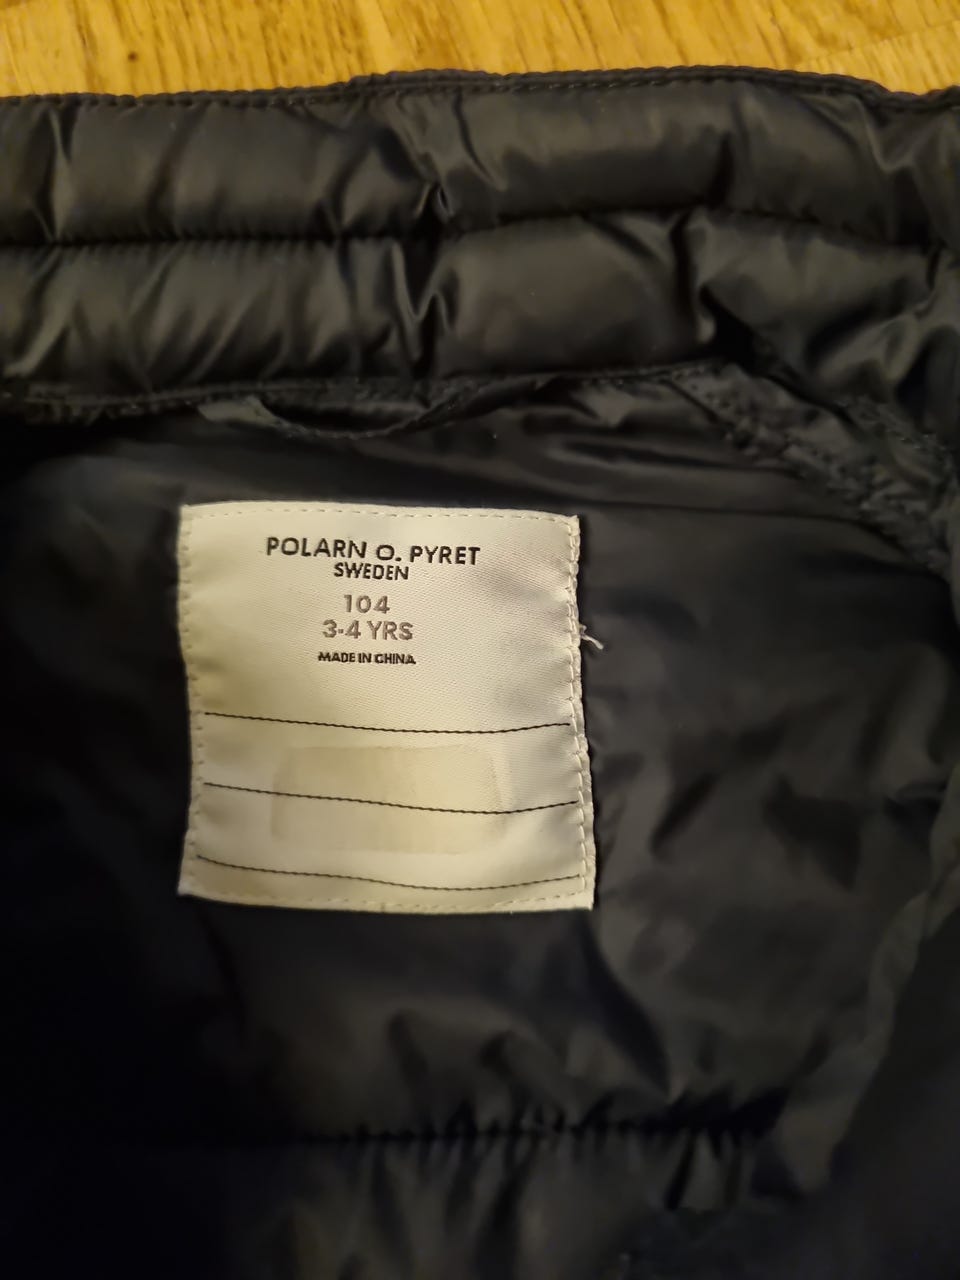 POLARN O. PYRET
SWEDEN
104
3-4 YRS
MADE IN CHINA